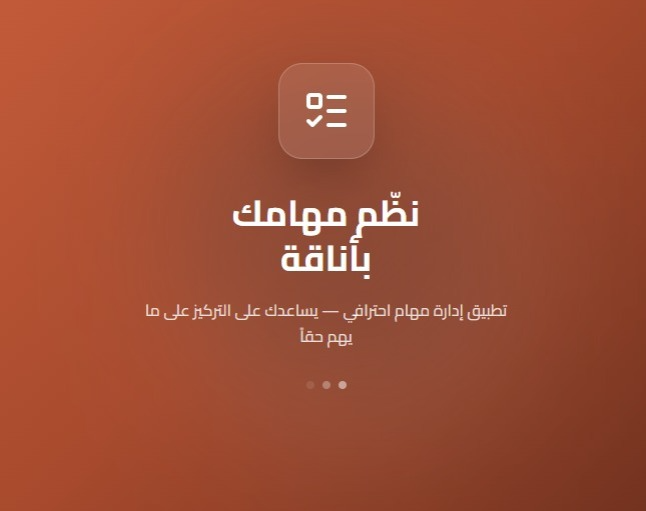 نظّم مهامك
بأناقة
تطبيق إدارة مهام احترافي — يساعدك على التركيز على ما
يهم حقاً